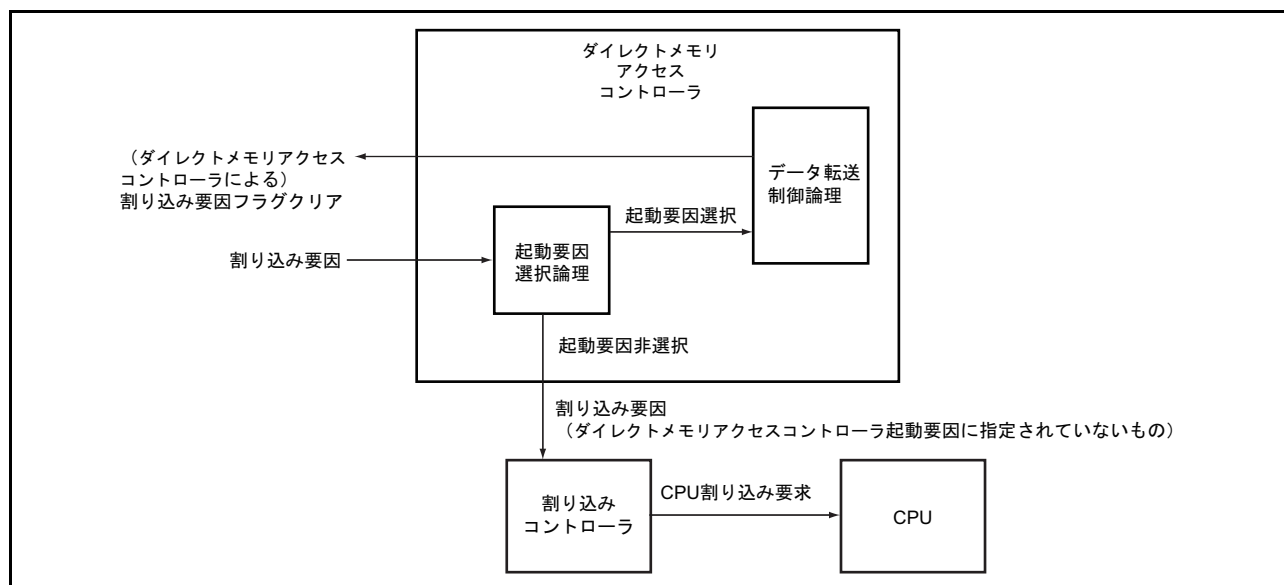 ダイレクトメモリ
アクセス
コントローラ
（ダイレクトメモリアクセス
コントローラによる）
割り込み要因フラグクリア
データ転送
制御論理
起動要因選択
割り込み要因
起動要因
選択論理
起動要因非選択
割り込み要因
（ダイレクトメモリアクセスコントローラ起動要因に指定されていないもの）
割り込み
コントローラ
CPU割り込み要求
CPU